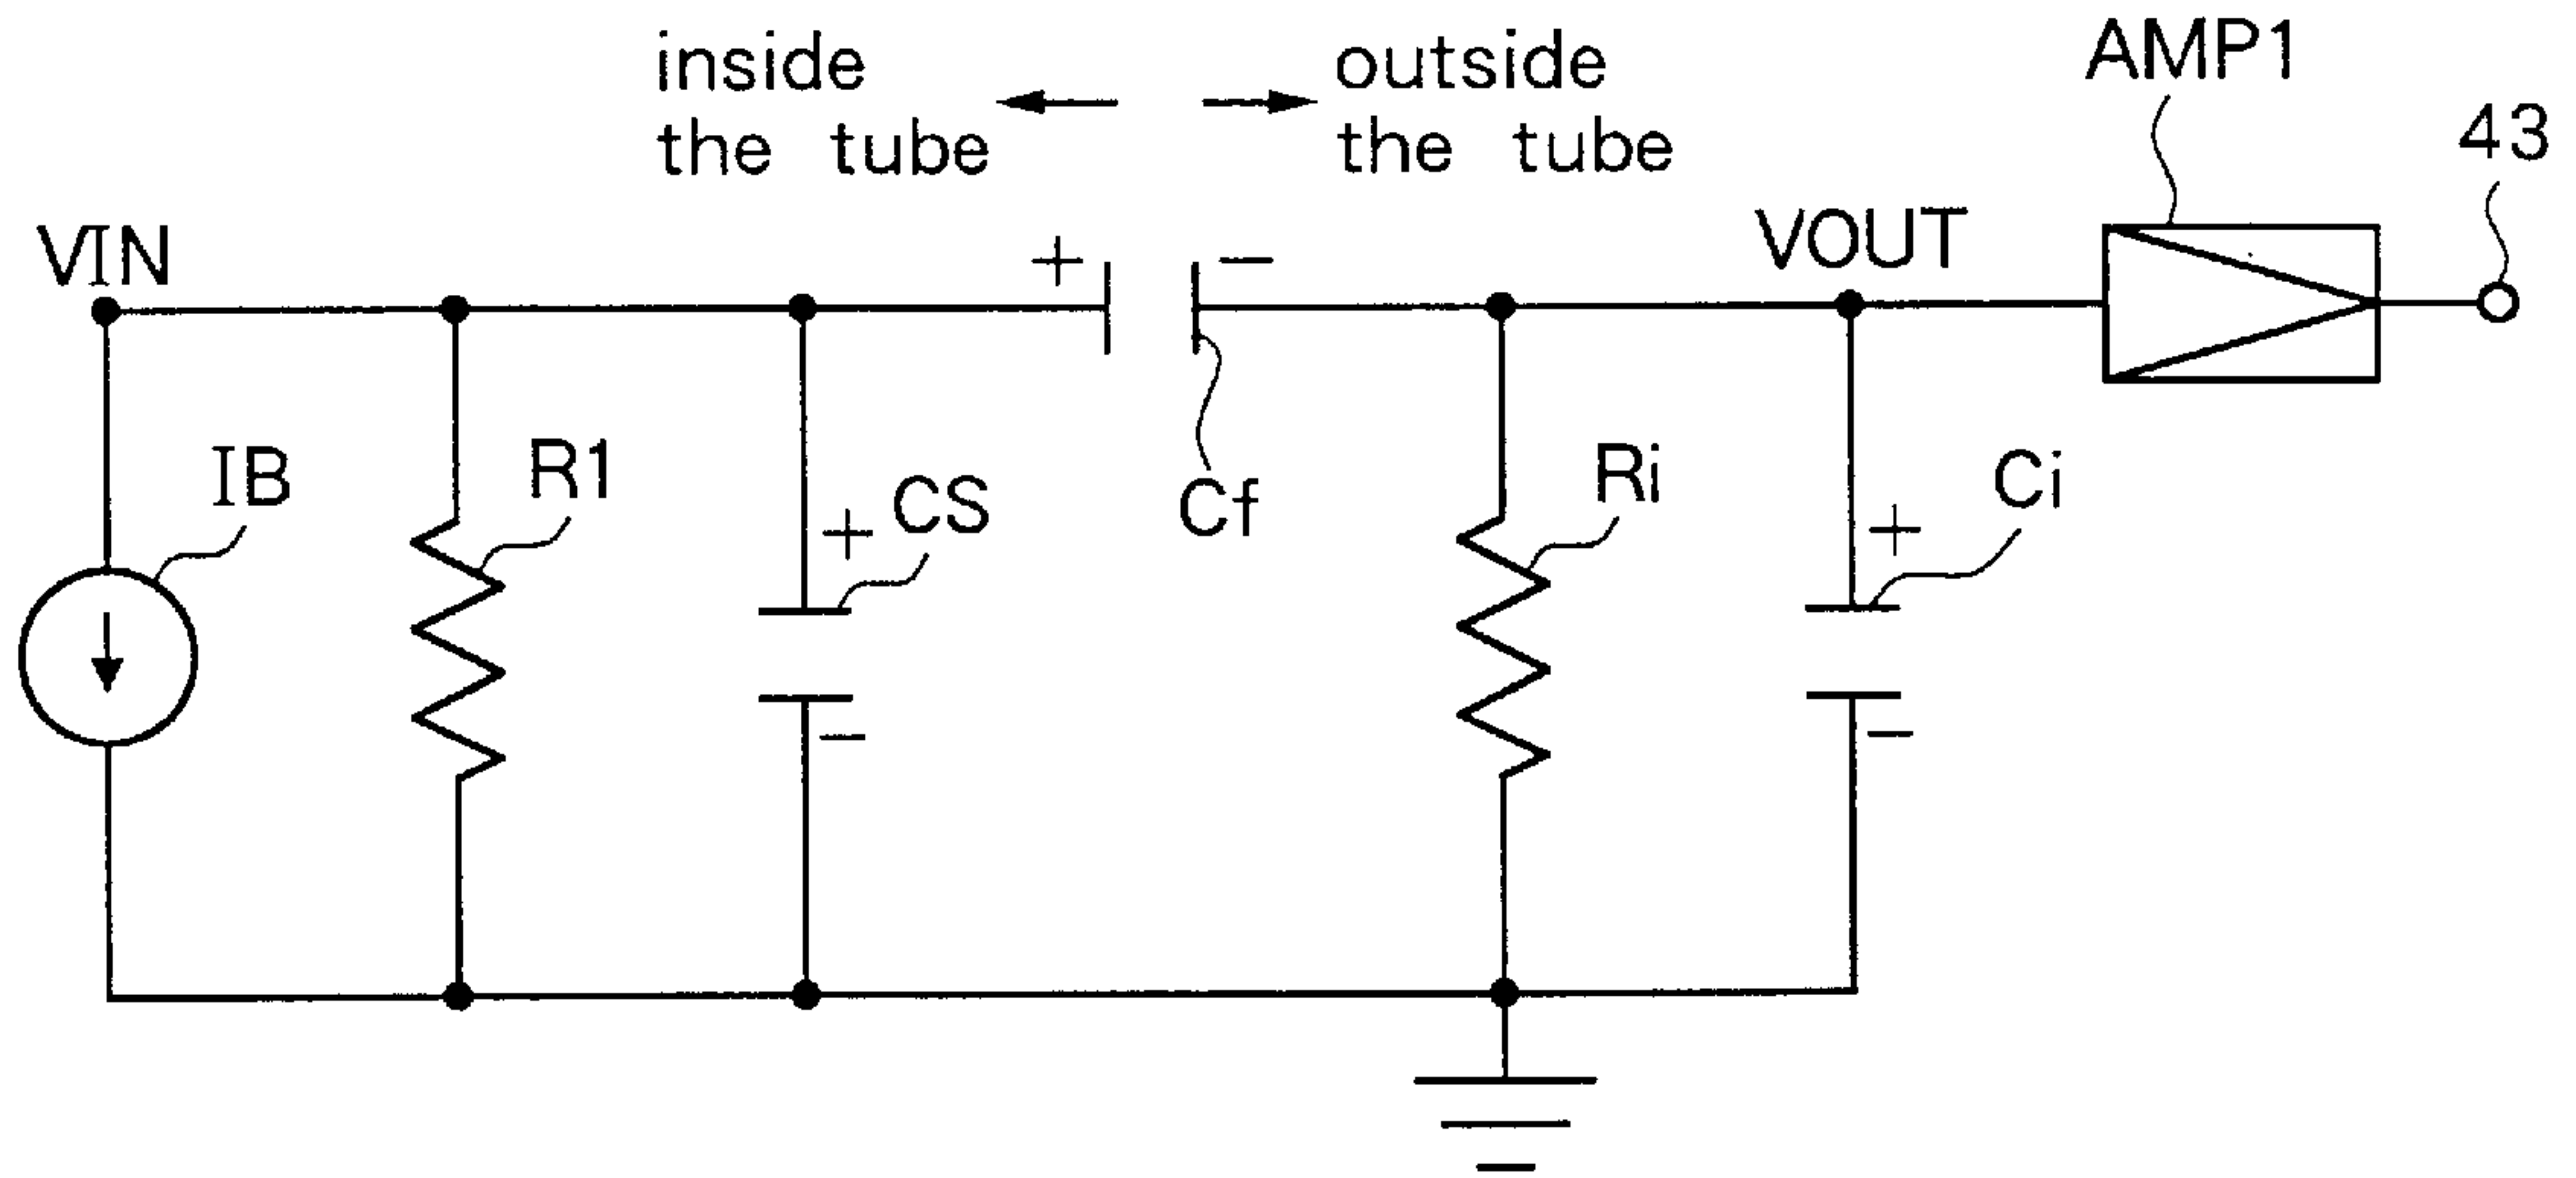 inside
the tube
outside
the tube
AMP1
43
VIN
+
−
VOUT
IB
R1
+
CS
−
Cf
Ri
+
Ci
−